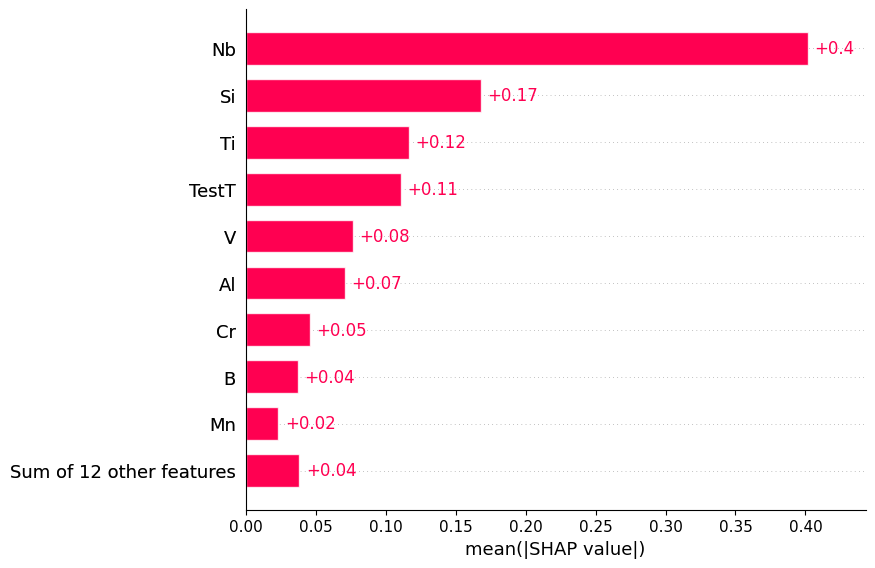 Nb +0.4
Si +0.17
Ti +0.12
TestT +0.11
V +0.08
Al +0.07
Cr +0.05
B +0.04
Mn +0.02
Sum of 12 other features +0.04
0.00 0.05 0.10 0.15 0.20 0.25 0.30 0.35 0.40
mean(|SHAP value|)